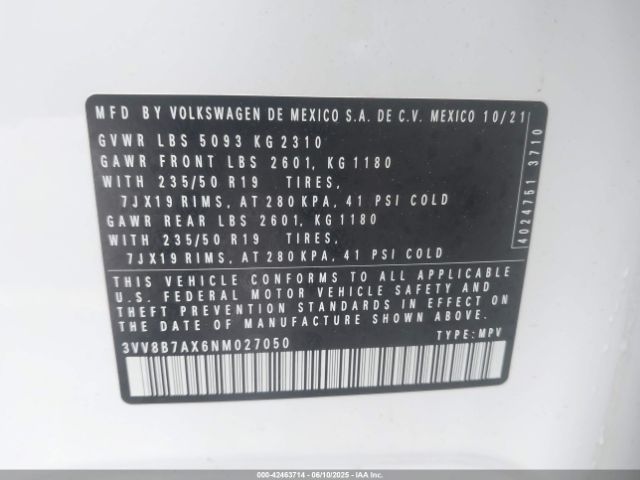 MFD BY VOLKSWAGEN DE MEXICO S.A. DE C.V. MEXICO 10/21
GVWR LBS 5093 KG 2310
GAWR FRONT LBS 2601, KG 1180
WITH 235/50 R19 TIRES,
7JX19 RIMS, AT 280 KPA, 41 PSI COLD
GAWR REAR LBS 2601, KG 1180
WITH 235/50 R19 TIRES,
7JX19 RIMS, AT 280 KPA, 41 PSI COLD
4024751 3710
THIS VEHICLE CONFORMS TO ALL APPLICABLE
U.S. FEDERAL MOTOR VEHICLE SAFETY AND
THEFT PREVENTION STANDARDS IN EFFECT ON
THE DATE OF MANUFACTURE SHOWN ABOVE
3VV8B7AX6NM027050 TYPE: MPV
000-42463714 - 06/10/2025 - IAAI.COM